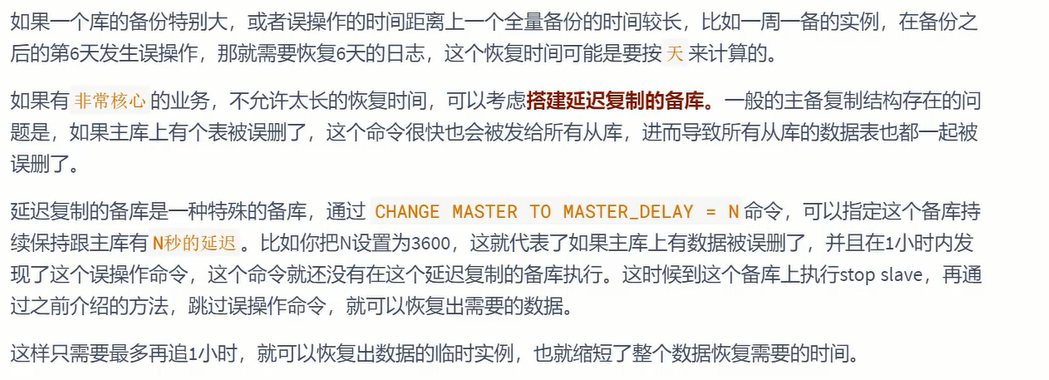 如果一个库的备份特别大，或者误操作的时间距离上一个全量备份的时间较长，比如一周一备的实例，在备份之
后的第6天发生误操作，那就需要恢复6天的日志，这个恢复时间可能是要按 天 来计算的。
如果有 非常核心 的业务，不允许太长的恢复时间，可以考虑搭建延迟复制的备库。一般的主备复制结构存在的问
题是，如果主库上有个表被误删了，这个命令很快也会被发给所有从库，进而导致所有从库的数据表也都一起被
误删了。
延迟复制的备库是一种特殊的备库，通过 CHANGE MASTER TO MASTER_DELAY = N 命令，可以指定这个备库持
续保持跟主库有 N秒的延迟 。比如你把N设置为3600，这就代表了如果主库上有数据被误删了，并且在1小时内发
现了这个误操作命令，这个命令就还没有在这个延迟复制的备库执行。这时候到这个备库上执行stop slave，再通
过之前介绍的方法，跳过误操作命令，就可以恢复出需要的数据。
这样只需要最多再追1小时，就可以恢复出数据的临时实例，也就缩短了整个数据恢复需要的时间。